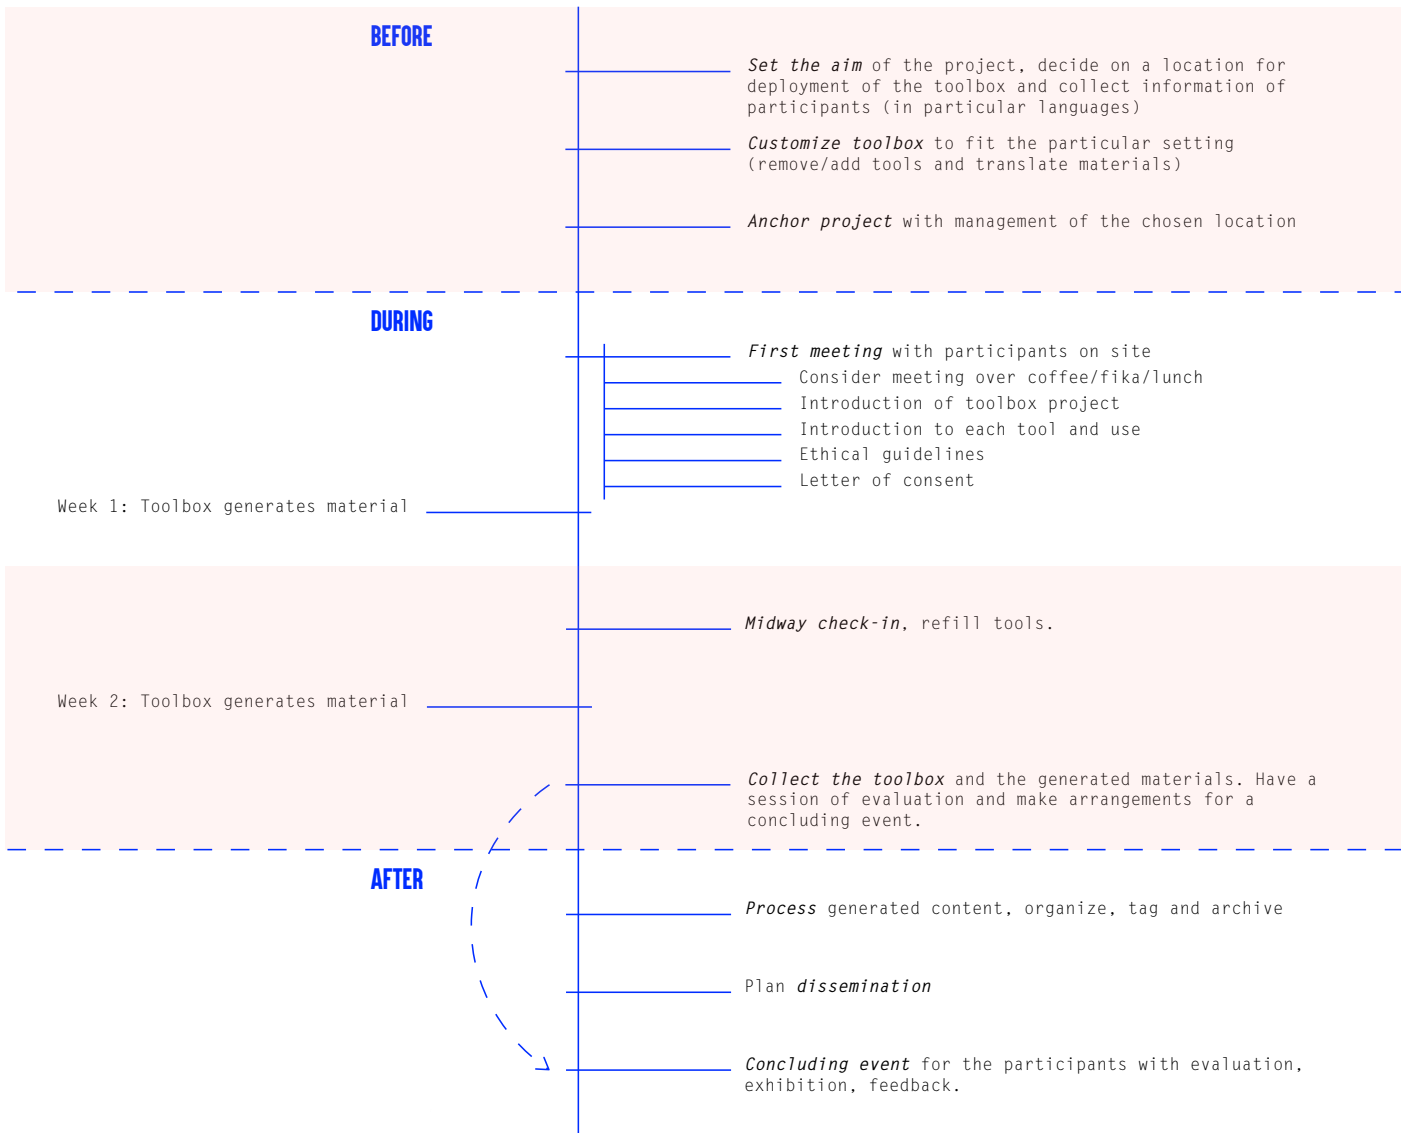 BEFORE
Set the aim of the project, decide on a location for
deployment of the toolbox and collect information of
participants (in particular languages)
Customize toolbox to fit the particular setting
(remove/add tools and translate materials)
Anchor project with management of the chosen location
DURING
First meeting with participants on site
Consider meeting over coffee/fika/lunch
Introduction of toolbox project
Introduction to each tool and use
Ethical guidelines
Letter of consent
Week 1: Toolbox generates material
Midway check-in, refill tools.
Week 2: Toolbox generates material
Collect the toolbox and the generated materials. Have a
session of evaluation and make arrangements for a
concluding event.
AFTER
Process generated content, organize, tag and archive
Plan dissemination
Concluding event for the participants with evaluation,
exhibition, feedback.